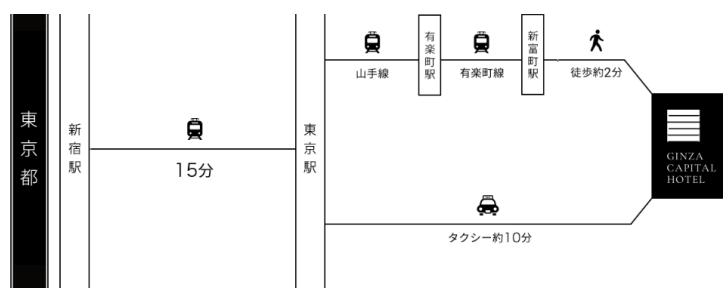 東京都
新宿駅
15分
東京駅
山手線
有楽町駅
有楽町線
新富町駅
徒歩約2分
タクシー約10分
GINZA
CAPITAL
HOTEL